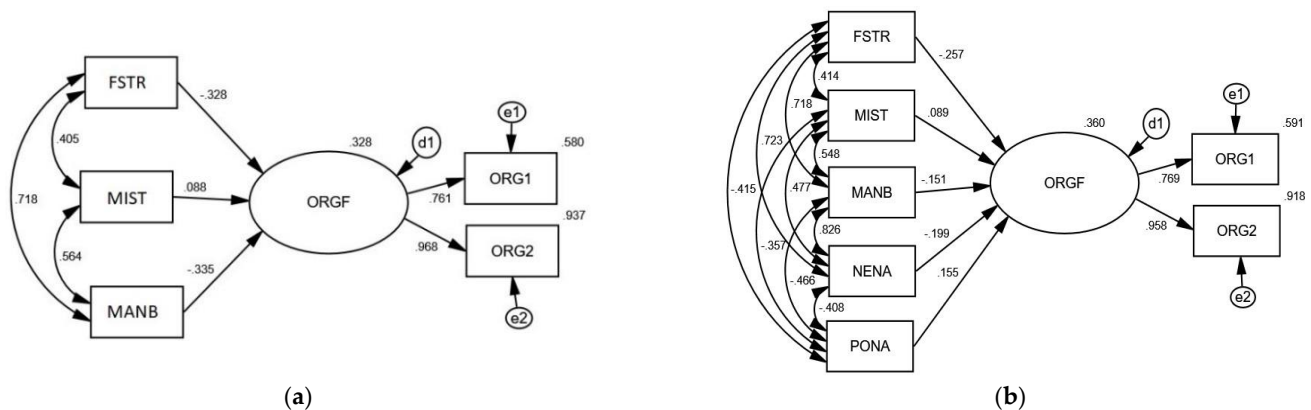 FSTR
-.328
.405
.718
MIST
.088
.564
MANB
-.335
.328
ORGF
d1
e1
.580
ORG1
.761
.937
.968
ORG2
e2
(a)
FSTR
-.257
.414
.718
MIST
.089
.723
.548
-.415
.477
MANB
-.151
.826
-.357
NENA
-.199
-.466
-.408
.155
PONA
.360
ORGF
d1
e1
.591
ORG1
.769
.918
.958
ORG2
e2
(b)